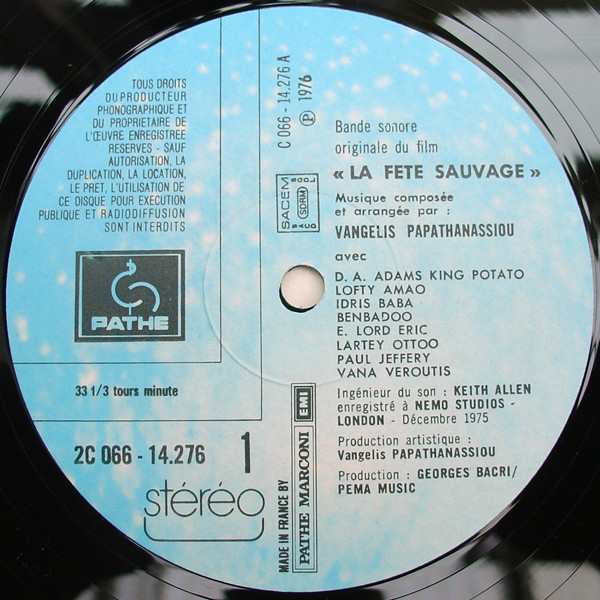 TOUS DROITS
DU PRODUCTEUR
PHONOGRAPHIQUE ET
DU PROPRIETAIRE DE
L'ŒUVRE ENREGISTREE
RESERVES - SAUF
AUTORISATION, LA
DUPLICATION, LA LOCATION,
LE PRÊT, L'UTILISATION DE
CE DISQUE POUR EXECUTION
PUBLIQUE ET RADIODIFFUSION
SONT INTERDITS
PATHE
33 1/3 tours minute
2C 066 - 14.276
1
stéréo
C 066 - 14.276 A
Ⓟ 1976
SACEM
SDRM
SACD
MADE IN FRANCE BY
PATHE MARCONI
EMI
Bande sonore
originale du film
« LA FETE SAUVAGE »
Musique composée
et arrangée par :
VANGELIS PAPATHANASSIOU
avec
D. A. ADAMS KING POTATO
LOFTY AMAO
IDRIS BABA
BENBADOO
E. LORD ERIC
LARTEY OTTOO
PAUL JEFFERY
VANA VEROUTIS
Ingénieur du son : KEITH ALLEN
enregistré à NEMO STUDIOS -
LONDON - Décembre 1975
Production artistique :
Vangelis PAPATHANASSIOU
Production : GEORGES BACRI/
PEMA MUSIC